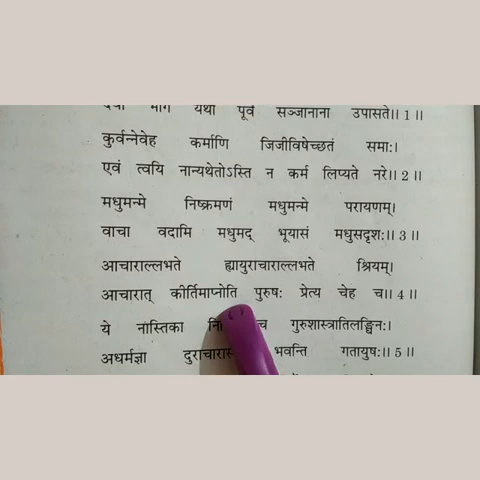 यथा पूर्वे सञ्जानाना उपासते।। 1 ।।
कुर्वन्नेवेह कर्माणि जिजीविषेच्छतं समाः।
एवं त्वयि नान्यथेतोऽस्ति न कर्म लिप्यते नरे।। 2 ।।
मधुमन्मे निष्क्रमणं मधुमन्मे परायणम्।
वाचा वदामि मधुमद् भूयासं मधुसदृशः।। 3 ।।
आचाराल्लभते ह्यायुराचाराल्लभते श्रियम्।
आचारात् कीर्तिमाप्नोति पुरुषः प्रेत्य चेह च।। 4 ।।
ये नास्तिका च गुरुशास्त्रातिलङ्घिनः।
अधर्मज्ञा भवन्ति गतायुषः।। 5 ।।